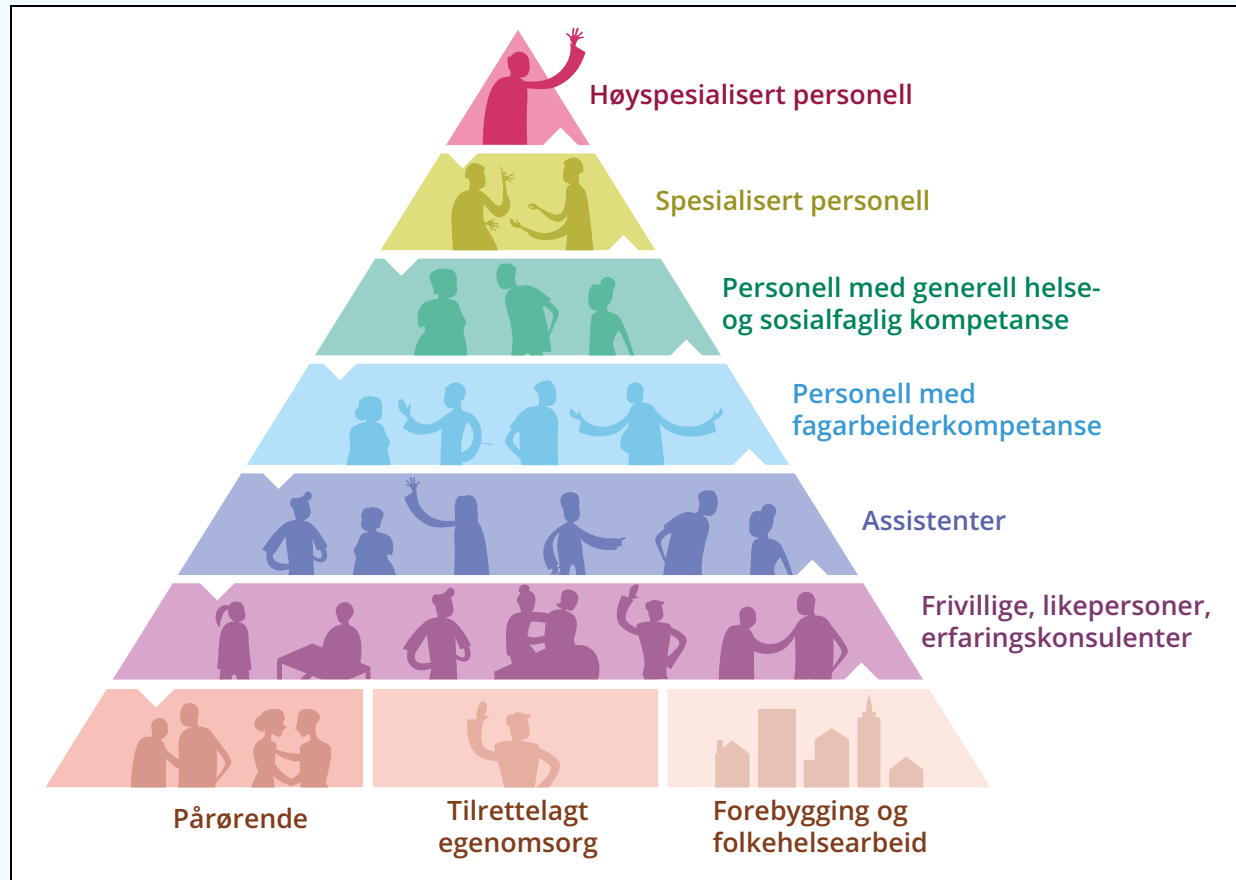 Høyspesialisert personell
Spesialisert personell
Personell med generell helse-
og sosialfaglig kompetanse
Personell med
fagarbeiderkompetanse
Assistenter
Frivillige, likepersoner,
erfaringskonsulenter
Pårørende
Tilrettelagt
egenomsorg
Forebygging og
folkehelsearbeid